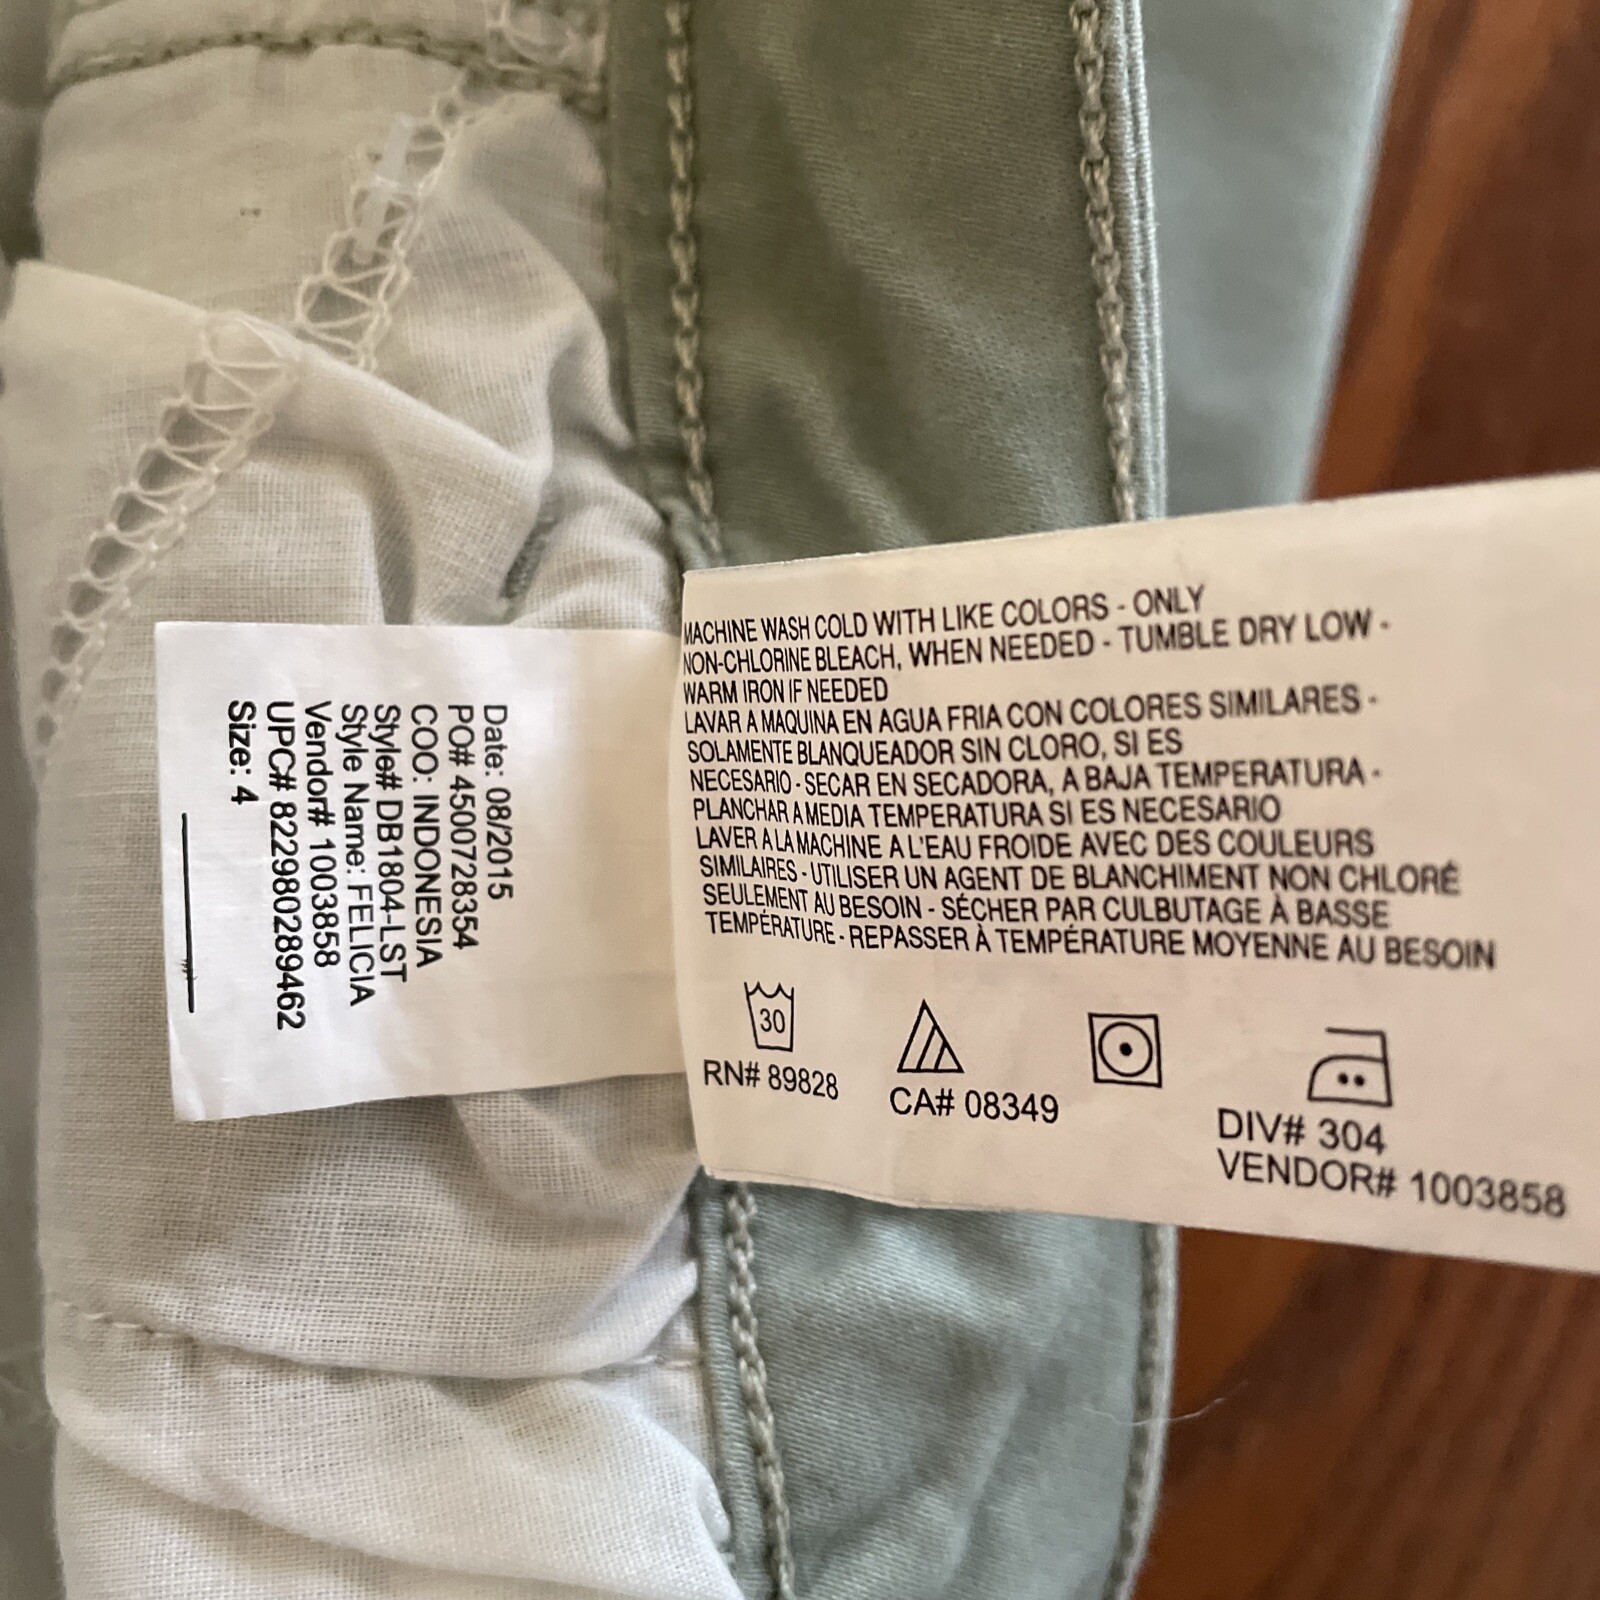 Date: 08/2015
PO# 4500728354
COO: INDONESIA
Style# DB1804-LST
Style Name: FELICIA
Vendor# 1003858
UPC# 822980289462
Size: 4
MACHINE WASH COLD WITH LIKE COLORS - ONLY
NON-CHLORINE BLEACH, WHEN NEEDED - TUMBLE DRY LOW -
WARM IRON IF NEEDED
LAVAR A MAQUINA EN AGUA FRIA CON COLORES SIMILARES -
SOLAMENTE BLANQUEADOR SIN CLORO, SI ES
NECESARIO - SECAR EN SECADORA, A BAJA TEMPERATURA -
PLANCHAR A MEDIA TEMPERATURA SI ES NECESARIO
LAVER A LA MACHINE A L'EAU FROIDE AVEC DES COULEURS
SIMILAIRES - UTILISER UN AGENT DE BLANCHIMENT NON CHLORÉ
SEULEMENT AU BESOIN - SÉCHER PAR CULBUTAGE À BASSE
TEMPÉRATURE - REPASSER À TEMPÉRATURE MOYENNE AU BESOIN
30
RN# 89828
CA# 08349
DIV# 304
VENDOR# 1003858